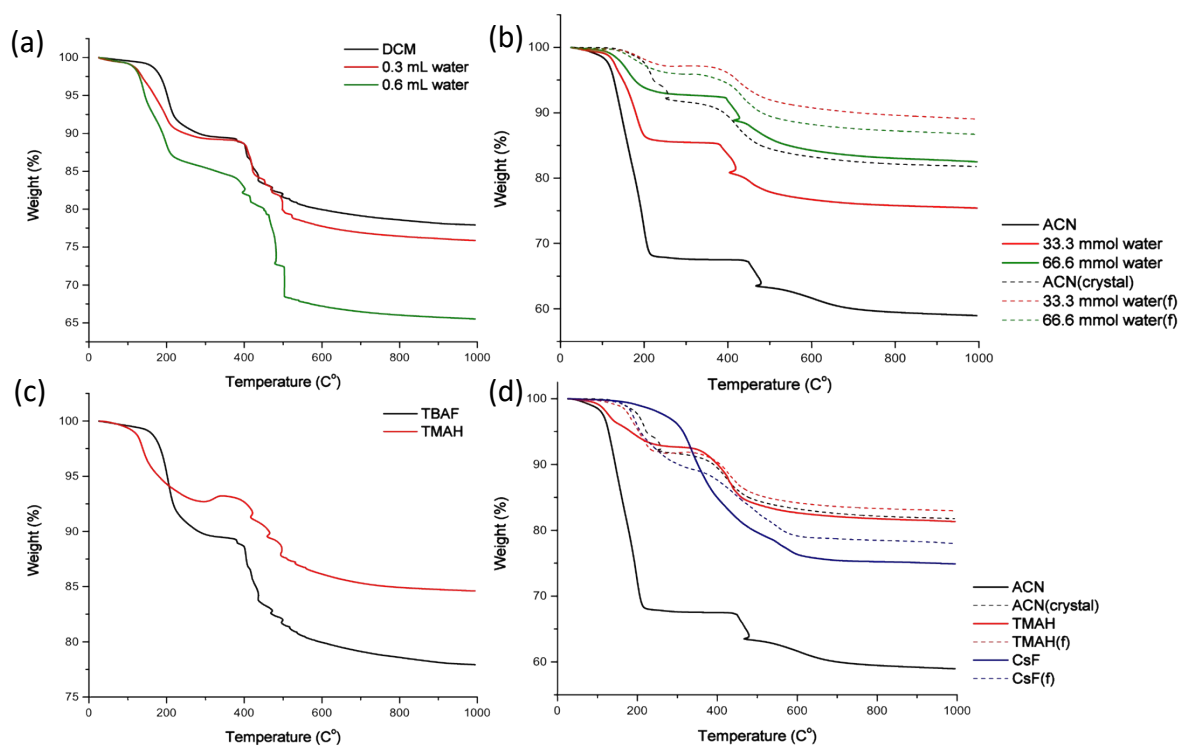 (a)
DCM
0.3 mL water
0.6 mL water
100
95
90
85
80
75
70
65
Weight (%)
0
200
400
600
800
1000
Temperature (C°)
(b)
100
90
80
70
60
Weight (%)
ACN
33.3 mmol water
66.6 mmol water
ACN(crystal)
33.3 mmol water(f)
66.6 mmol water(f)
0
200
400
600
800
1000
Temperature (C°)
(c)
TBAF
TMAH
100
95
90
85
80
75
Weight (%)
0
200
400
600
800
1000
Temperature (C°)
(d)
100
90
80
70
60
Weight (%)
ACN
ACN(crystal)
TMAH
TMAH(f)
CsF
CsF(f)
0
200
400
600
800
1000
Temperature (C°)